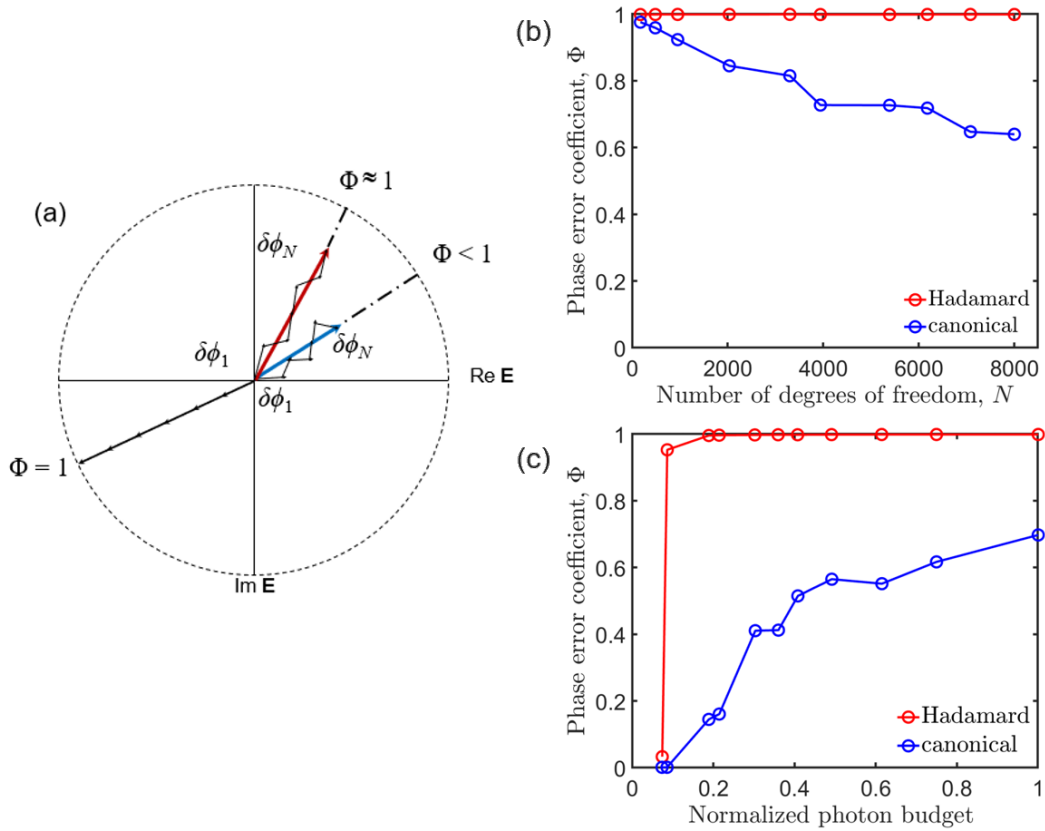 (a)
Φ ≈ 1
Φ < 1
δϕ_N
δϕ_N
δϕ₁
δϕ₁
Re E
Φ = 1
Im E
(b)
Phase error coefficient, Φ
1
0.8
0.6
0.4
0.2
0
Hadamard
canonical
0 2000 4000 6000 8000
Number of degrees of freedom, N
(c)
Phase error coefficient, Φ
1
0.8
0.6
0.4
0.2
0
Hadamard
canonical
0 0.2 0.4 0.6 0.8 1
Normalized photon budget